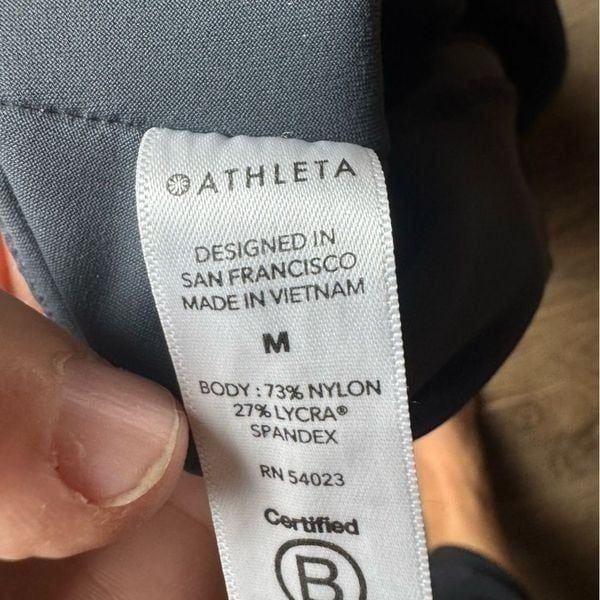 ATHLETA
DESIGNED IN
SAN FRANCISCO
MADE IN VIETNAM
M
BODY : 73% NYLON
27% LYCRA®
SPANDEX
RN 54023
Certified
B